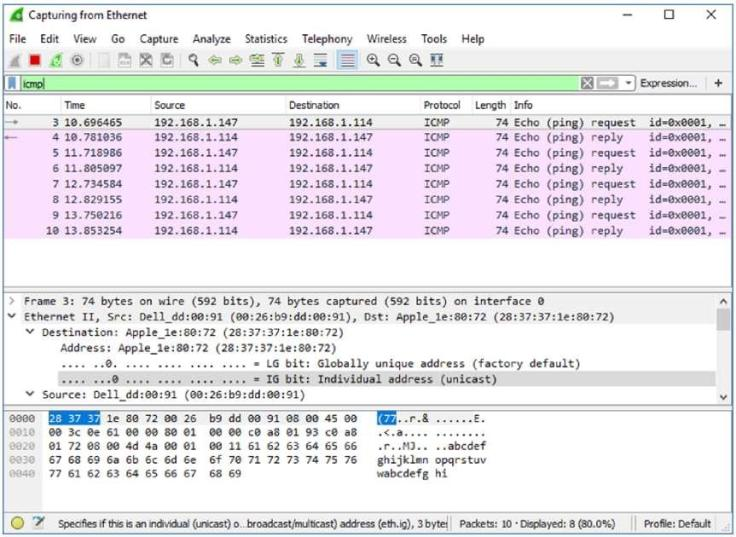 Capturing from Ethernet
File Edit View Go Capture Analyze Statistics Telephony Wireless Tools Help
icmp Expression... +
No. Time Source Destination Protocol Length Info
3 10.696465 192.168.1.147 192.168.1.114 ICMP 74 Echo (ping) request id=0x0001, …
4 10.781036 192.168.1.114 192.168.1.147 ICMP 74 Echo (ping) reply id=0x0001, …
5 11.718986 192.168.1.147 192.168.1.114 ICMP 74 Echo (ping) request id=0x0001, …
6 11.805097 192.168.1.114 192.168.1.147 ICMP 74 Echo (ping) reply id=0x0001, …
7 12.734584 192.168.1.147 192.168.1.114 ICMP 74 Echo (ping) request id=0x0001, …
8 12.829155 192.168.1.114 192.168.1.147 ICMP 74 Echo (ping) reply id=0x0001, …
9 13.750216 192.168.1.147 192.168.1.114 ICMP 74 Echo (ping) request id=0x0001, …
10 13.853254 192.168.1.114 192.168.1.147 ICMP 74 Echo (ping) reply id=0x0001, …
Frame 3: 74 bytes on wire (592 bits), 74 bytes captured (592 bits) on interface 0
Ethernet II, Src: Dell_dd:00:91 (00:26:b9:dd:00:91), Dst: Apple_1e:80:72 (28:37:37:1e:80:72)
Destination: Apple_1e:80:72 (28:37:37:1e:80:72)
Address: Apple_1e:80:72 (28:37:37:1e:80:72)
.... ..0. .... .... .... .... = LG bit: Globally unique address (factory default)
.... ...0 .... .... .... .... = IG bit: Individual address (unicast)
Source: Dell_dd:00:91 (00:26:b9:dd:00:91)
0000 28 37 37 1e 80 72 00 26 b9 dd 00 91 08 00 45 00 (77..r.& ......E.
0010 00 3c 0e 61 00 00 80 01 00 00 c0 a8 01 93 c0 a8 .<.a.... ........
0020 01 72 08 00 4d 4a 00 01 00 11 61 62 63 64 65 66 .r..MJ.. ..abcdef
0030 67 68 69 6a 6b 6c 6d 6e 6f 70 71 72 73 74 75 76 ghijklmn opqrstuv
0040 77 61 62 63 64 65 66 67 68 69 wabcdefg hi
Specifies if this is an individual (unicast) o…broadcast/multicast) address (eth.ig), 3 bytes Packets: 10 · Displayed: 8 (80.0%) Profile: Default